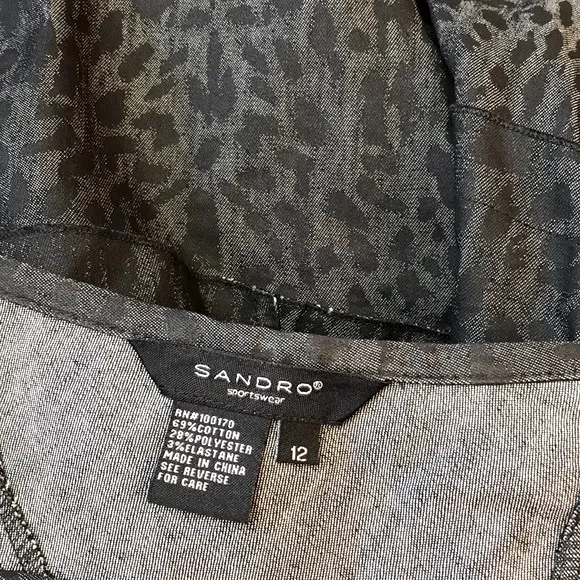 SANDRO®
sportswear
RN#100170
69%COTTON
28%POLYESTER
3%ELASTANE
MADE IN CHINA
SEE REVERSE
FOR CARE
12